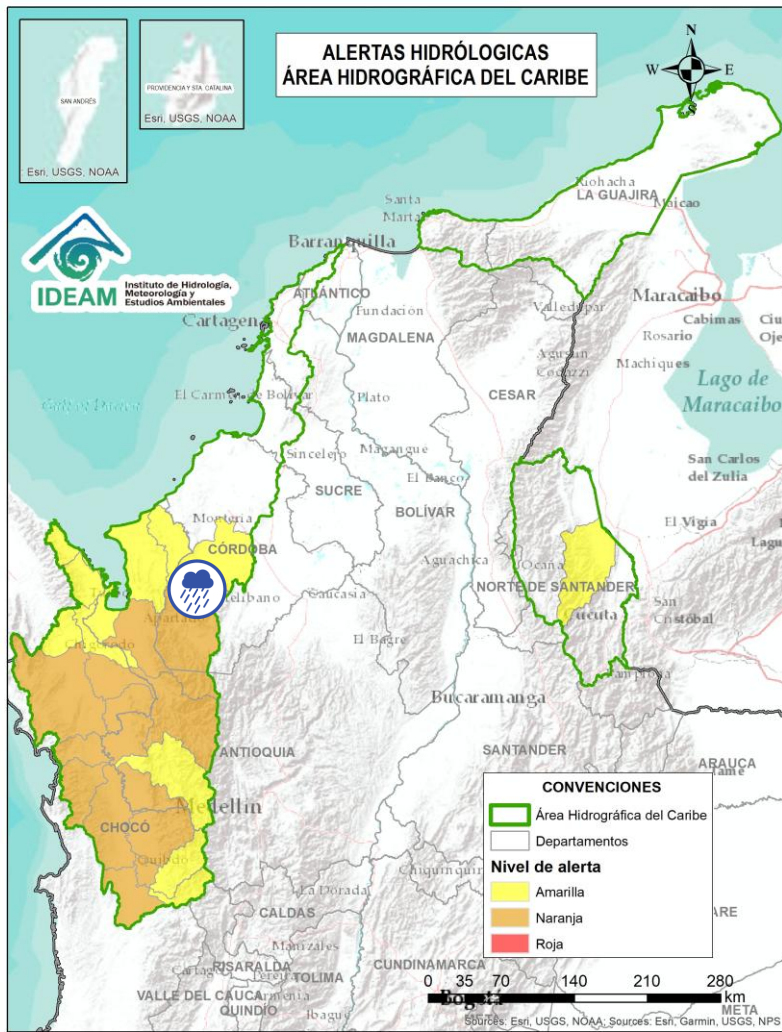 ALERTAS HIDRÓLOGICAS
ÁREA HIDROGRÁFICA DEL CARIBE
N
W
E
S
SAN ANDRÉS
Esri, USGS, NOAA
PROVIDENCIA Y STA. CATALINA
Esri, USGS, NOAA
IDEAM
Instituto de Hidrología,
Meteorología y
Estudios Ambientales
Riohacha
LA GUAJIRA
Maicao
Santa
Marta
Barranquilla
ATLÁNTICO
Cartagena
Fundación
MAGDALENA
Valledupar
Maracaibo
Cabimas
Ciu
Oje
Rosario
Machiques
Agustín
Codazzi
CESAR
Lago de
Maracaibo
El Carmen de Bolívar
Plato
Sincelejo
Magangue
El Banco
SUCRE
BOLÍVAR
San Carlos
del Zulia
El Vigía
Lagu
Montería
CÓRDOBA
Aguachica
Ocaña
NORTE DE SANTANDER
Caucasia
El Bagre
San
Cristóbal
Bucaramanga
SANTANDER
ARAUCA
ANTIOQUIA
Medellín
CHOCÓ
Quibdó
La Dorada
CALDAS
Manizales
RISARALDA
TOLIMA
CUNDINAMARCA
VALLE DEL CAUCA
QUINDÍO
Ibague
Bogotá
META
META
CONVENCIONES
Área Hidrográfica del Caribe
Departamentos
Nivel de alerta
Amarilla
Naranja
Roja
0 35 70 140 210 280
km
Sources: Esri, USGS, NOAA; Sources: Esri, Garmin, USGS, NPS